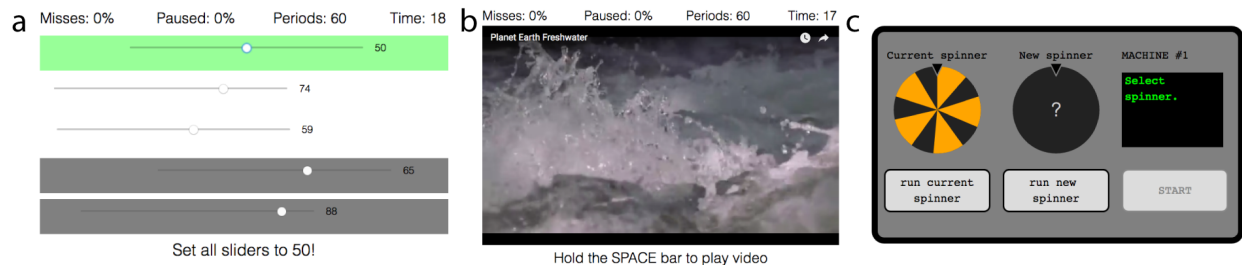 a
Misses: 0% Paused: 0% Periods: 60 Time: 18
50
74
59
65
88
Set all sliders to 50!
b
Misses: 0% Paused: 0% Periods: 60 Time: 17
Planet Earth Freshwater
Hold the SPACE bar to play video
c
Current spinner New spinner MACHINE #1
?
Select
spinner.
run current
spinner
run new
spinner
START